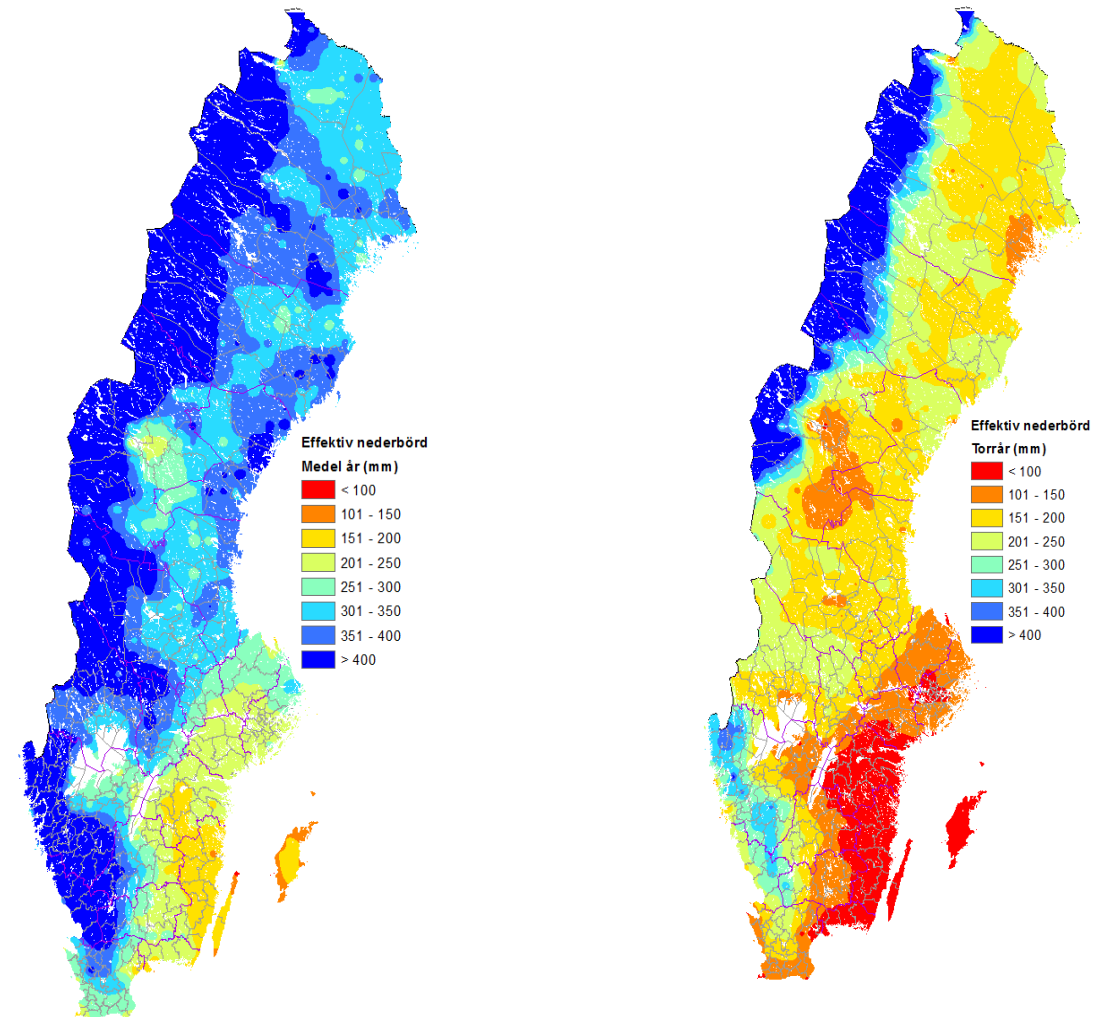 Effektiv nederbörd
Medel år (mm)
< 100
101 - 150
151 - 200
201 - 250
251 - 300
301 - 350
351 - 400
> 400
Effektiv nederbörd
Torrår (mm)
< 100
101 - 150
151 - 200
201 - 250
251 - 300
301 - 350
351 - 400
> 400